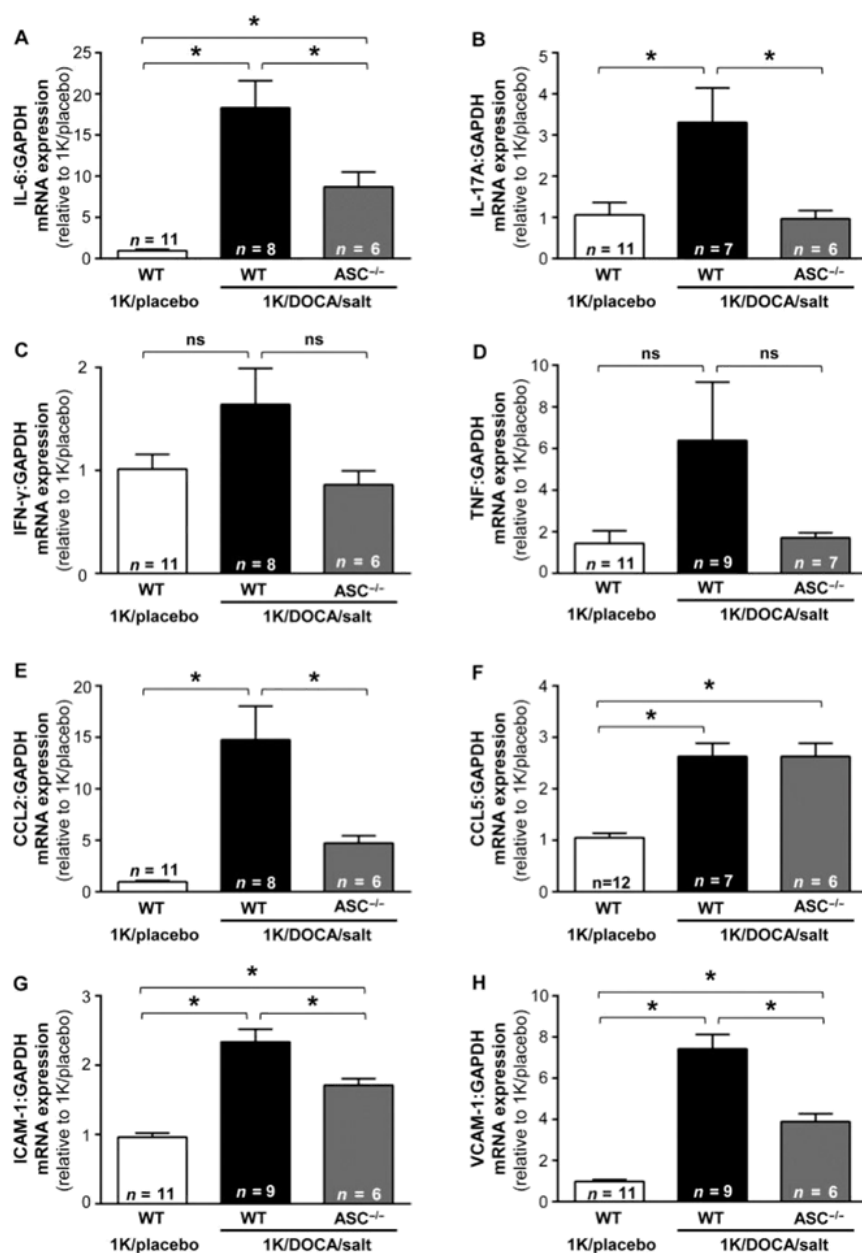 A
*
*
*
IL-6:GAPDH
mRNA expression
(relative to 1K/placebo)
25
20
15
10
5
0
n = 11
n = 8
n = 6
WT
WT
ASC−/−
1K/placebo
1K/DOCA/salt
B
*
*
IL-17A:GAPDH
mRNA expression
(relative to 1K/placebo)
5
4
3
2
1
0
n = 11
n = 7
n = 6
WT
WT
ASC−/−
1K/placebo
1K/DOCA/salt
C
ns
ns
IFN-γ:GAPDH
mRNA expression
(relative to 1K/placebo)
2
1
0
n = 11
n = 8
n = 6
WT
WT
ASC−/−
1K/placebo
1K/DOCA/salt
D
ns
ns
TNF:GAPDH
mRNA expression
(relative to 1K/placebo)
10
8
6
4
2
0
n = 11
n = 9
n = 7
WT
WT
ASC−/−
1K/placebo
1K/DOCA/salt
E
*
*
CCL2:GAPDH
mRNA expression
(relative to 1K/placebo)
20
15
10
5
0
n = 11
n = 8
n = 6
WT
WT
ASC−/−
1K/placebo
1K/DOCA/salt
F
*
*
CCL5:GAPDH
mRNA expression
(relative to 1K/placebo)
4
3
2
1
0
n=12
n = 7
n = 6
WT
WT
ASC−/−
1K/placebo
1K/DOCA/salt
G
*
*
*
ICAM-1:GAPDH
mRNA expression
(relative to 1K/placebo)
3
2
1
0
n = 11
n = 9
n = 6
WT
WT
ASC−/−
1K/placebo
1K/DOCA/salt
H
*
*
*
VCAM-1:GAPDH
mRNA expression
(relative to 1K/placebo)
10
8
6
4
2
0
n = 11
n = 9
n = 6
WT
WT
ASC−/−
1K/placebo
1K/DOCA/salt